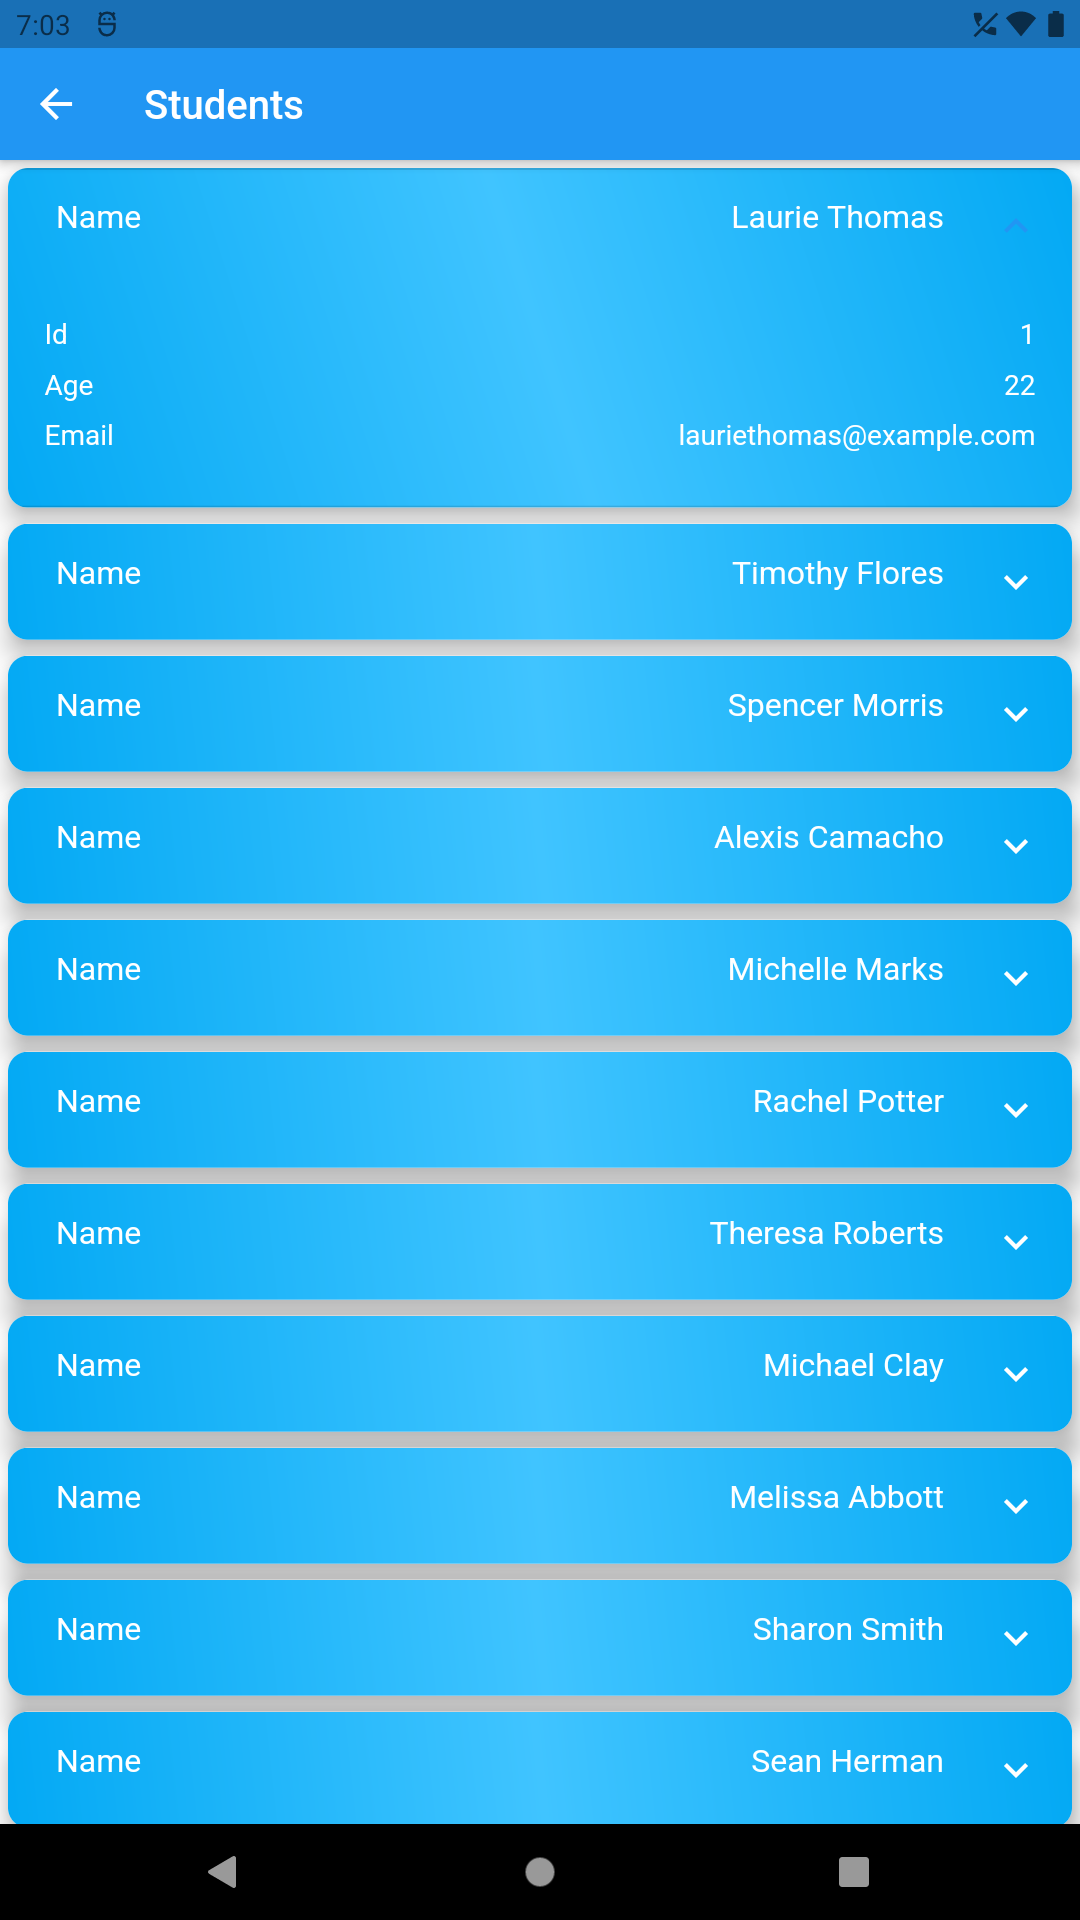 7:03
Students
Name Laurie Thomas
Id 1
Age 22
Email lauriethomas@example.com
Name Timothy Flores
Name Spencer Morris
Name Alexis Camacho
Name Michelle Marks
Name Rachel Potter
Name Theresa Roberts
Name Michael Clay
Name Melissa Abbott
Name Sharon Smith
Name Sean Herman